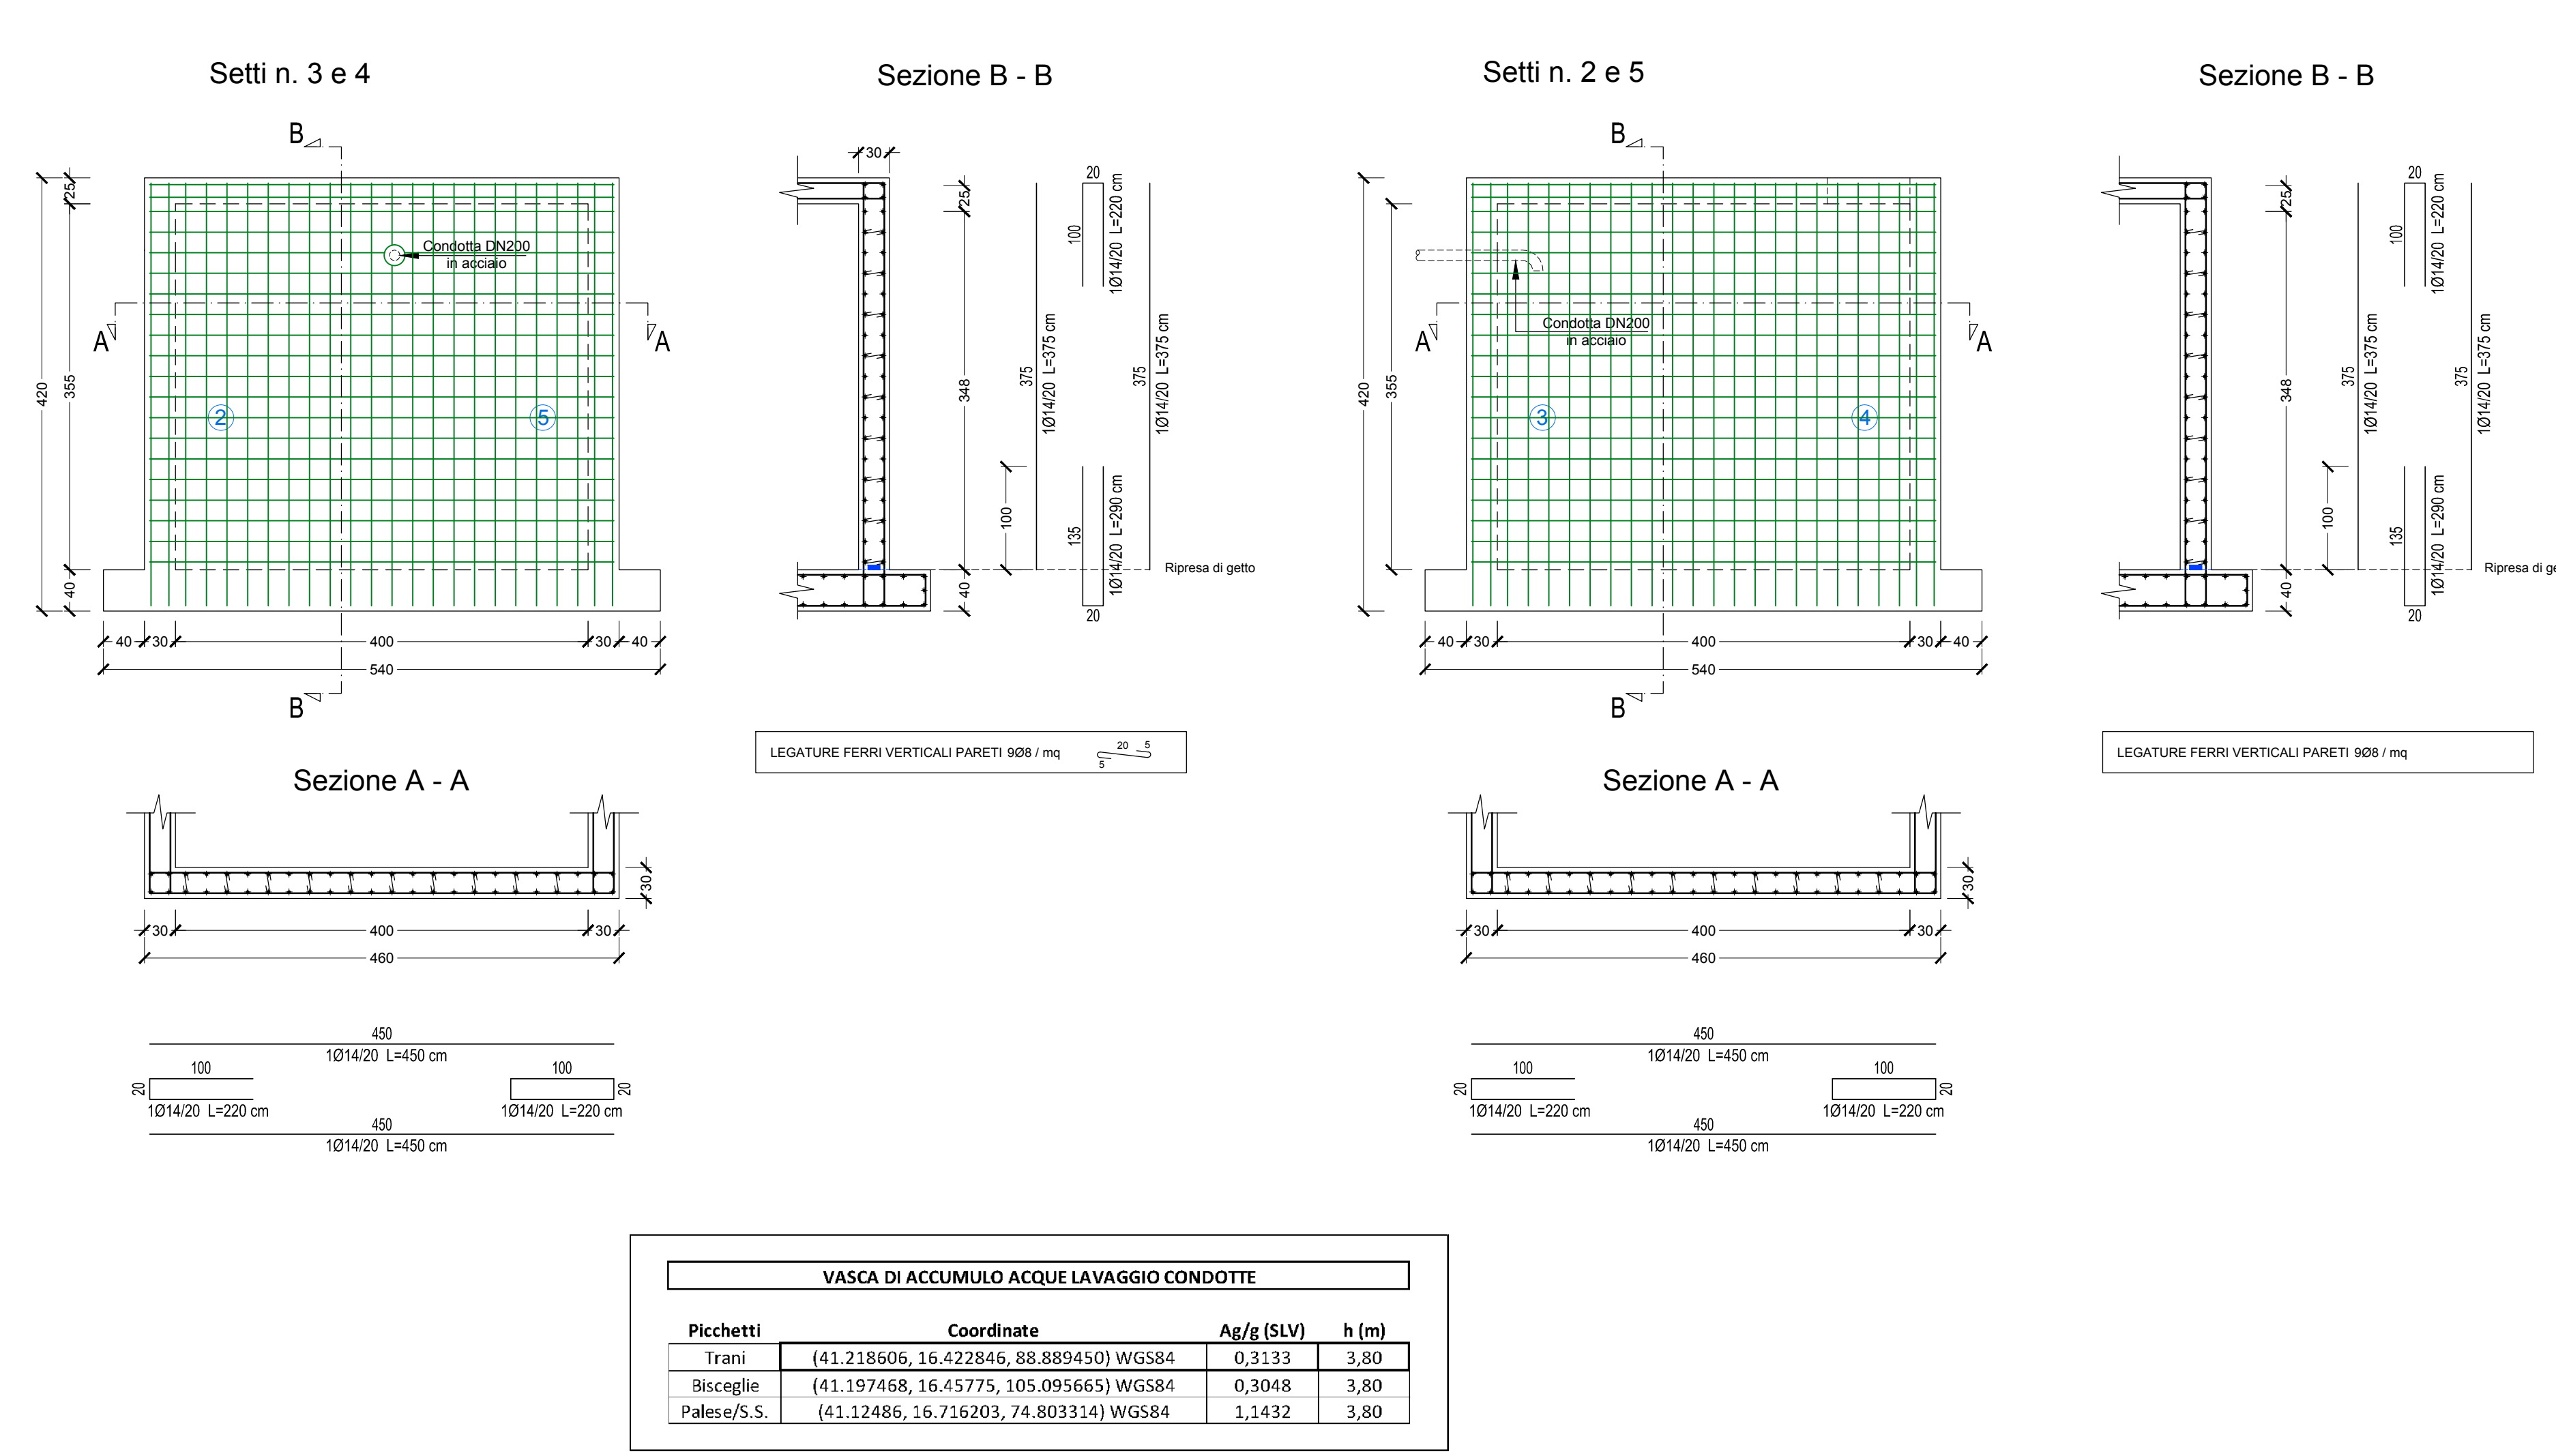 Setti n. 3 e 4
B
25
355
420
40
Condotta DN200
in acciaio
A
A
2
5
40
30
400
30
40
540
B
Sezione B - B
30
25
348
40
100
375
1Ø14/20 L=375 cm
20
100
1Ø14/20 L=220 cm
135
1Ø14/20 L=290 cm
20
375
1Ø14/20 L=375 cm
Ripresa di getto
LEGATURE FERRI VERTICALI PARETI 9Ø8 / mq
20
5
5
Sezione A - A
30
30
400
30
460
450
1Ø14/20 L=450 cm
100
20
1Ø14/20 L=220 cm
100
20
1Ø14/20 L=220 cm
450
1Ø14/20 L=450 cm
Setti n. 2 e 5
B
420
355
Condotta DN200
in acciaio
A
A
3
4
40
30
400
30
40
540
B
Sezione B - B
25
348
40
100
375
1Ø14/20 L=375 cm
20
100
1Ø14/20 L=220 cm
135
1Ø14/20 L=290 cm
20
375
1Ø14/20 L=375 cm
Ripresa di ge
LEGATURE FERRI VERTICALI PARETI 9Ø8 / mq
Sezione A - A
30
30
400
30
460
450
1Ø14/20 L=450 cm
100
20
1Ø14/20 L=220 cm
100
20
1Ø14/20 L=220 cm
450
1Ø14/20 L=450 cm
VASCA DI ACCUMULO ACQUE LAVAGGIO CONDOTTE
Picchetti Coordinate Ag/g (SLV) h (m)
Trani (41.218606, 16.422846, 88.889450) WGS84 0,3133 3,80
Bisceglie (41.197468, 16.45775, 105.095665) WGS84 0,3048 3,80
Palese/S.S. (41.12486, 16.716203, 74.803314) WGS84 1,1432 3,80